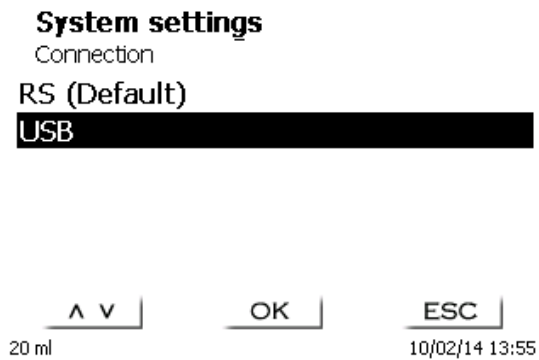 System settings
Connection
RS (Default)
USB
∧ ∨ OK ESC
20 ml 10/02/14 13:55